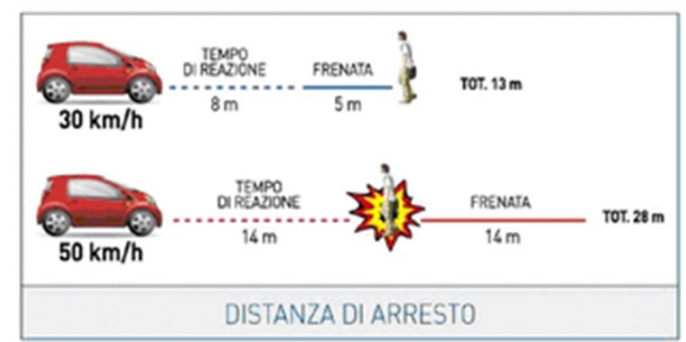 TEMPO
DI REAZIONE
FRENATA
8 m
5 m
TOT. 13 m
30 km/h
TEMPO
DI REAZIONE
FRENATA
14 m
14 m
TOT. 28 m
50 km/h
DISTANZA DI ARRESTO